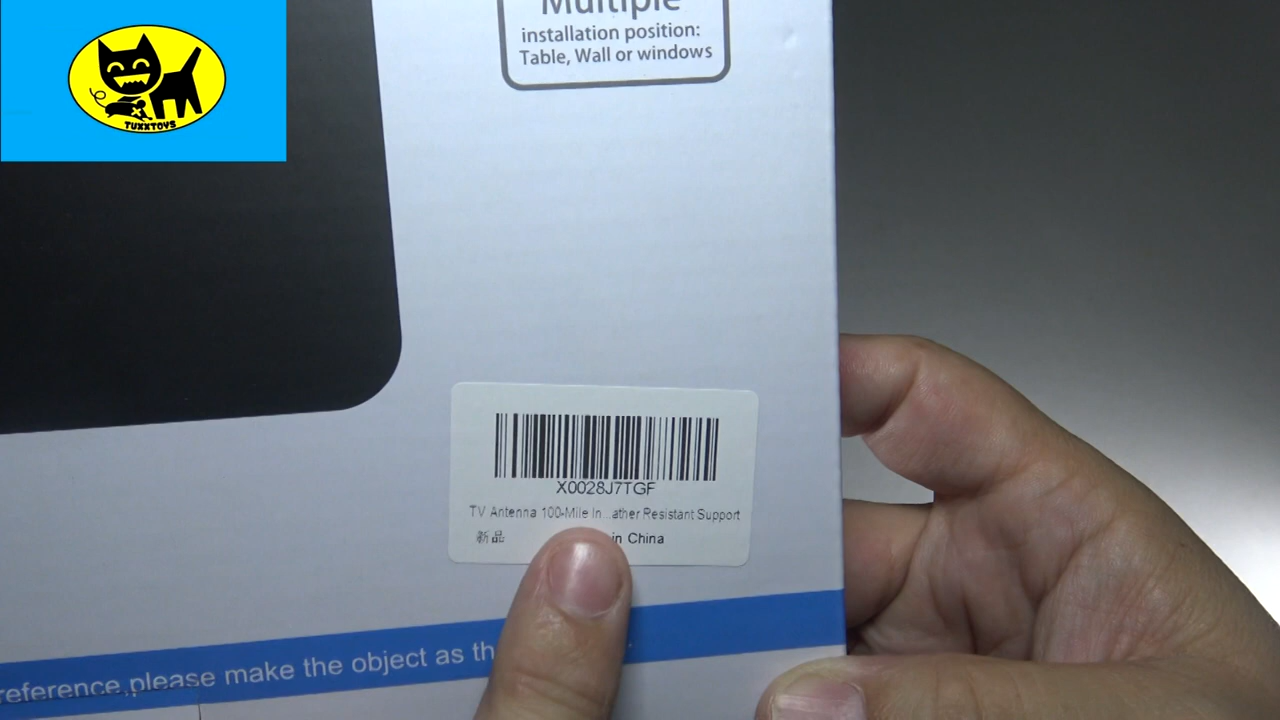 TUXXTOYS
Multiple
installation position:
Table, Wall or windows
X0028J7TGF
TV Antenna 100-Mile In...ather Resistant Support
新品 in China
reference,please make the object as